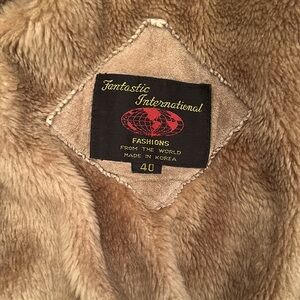 Fantastic
International
FASHIONS
FROM THE WORLD
MADE IN KOREA
40